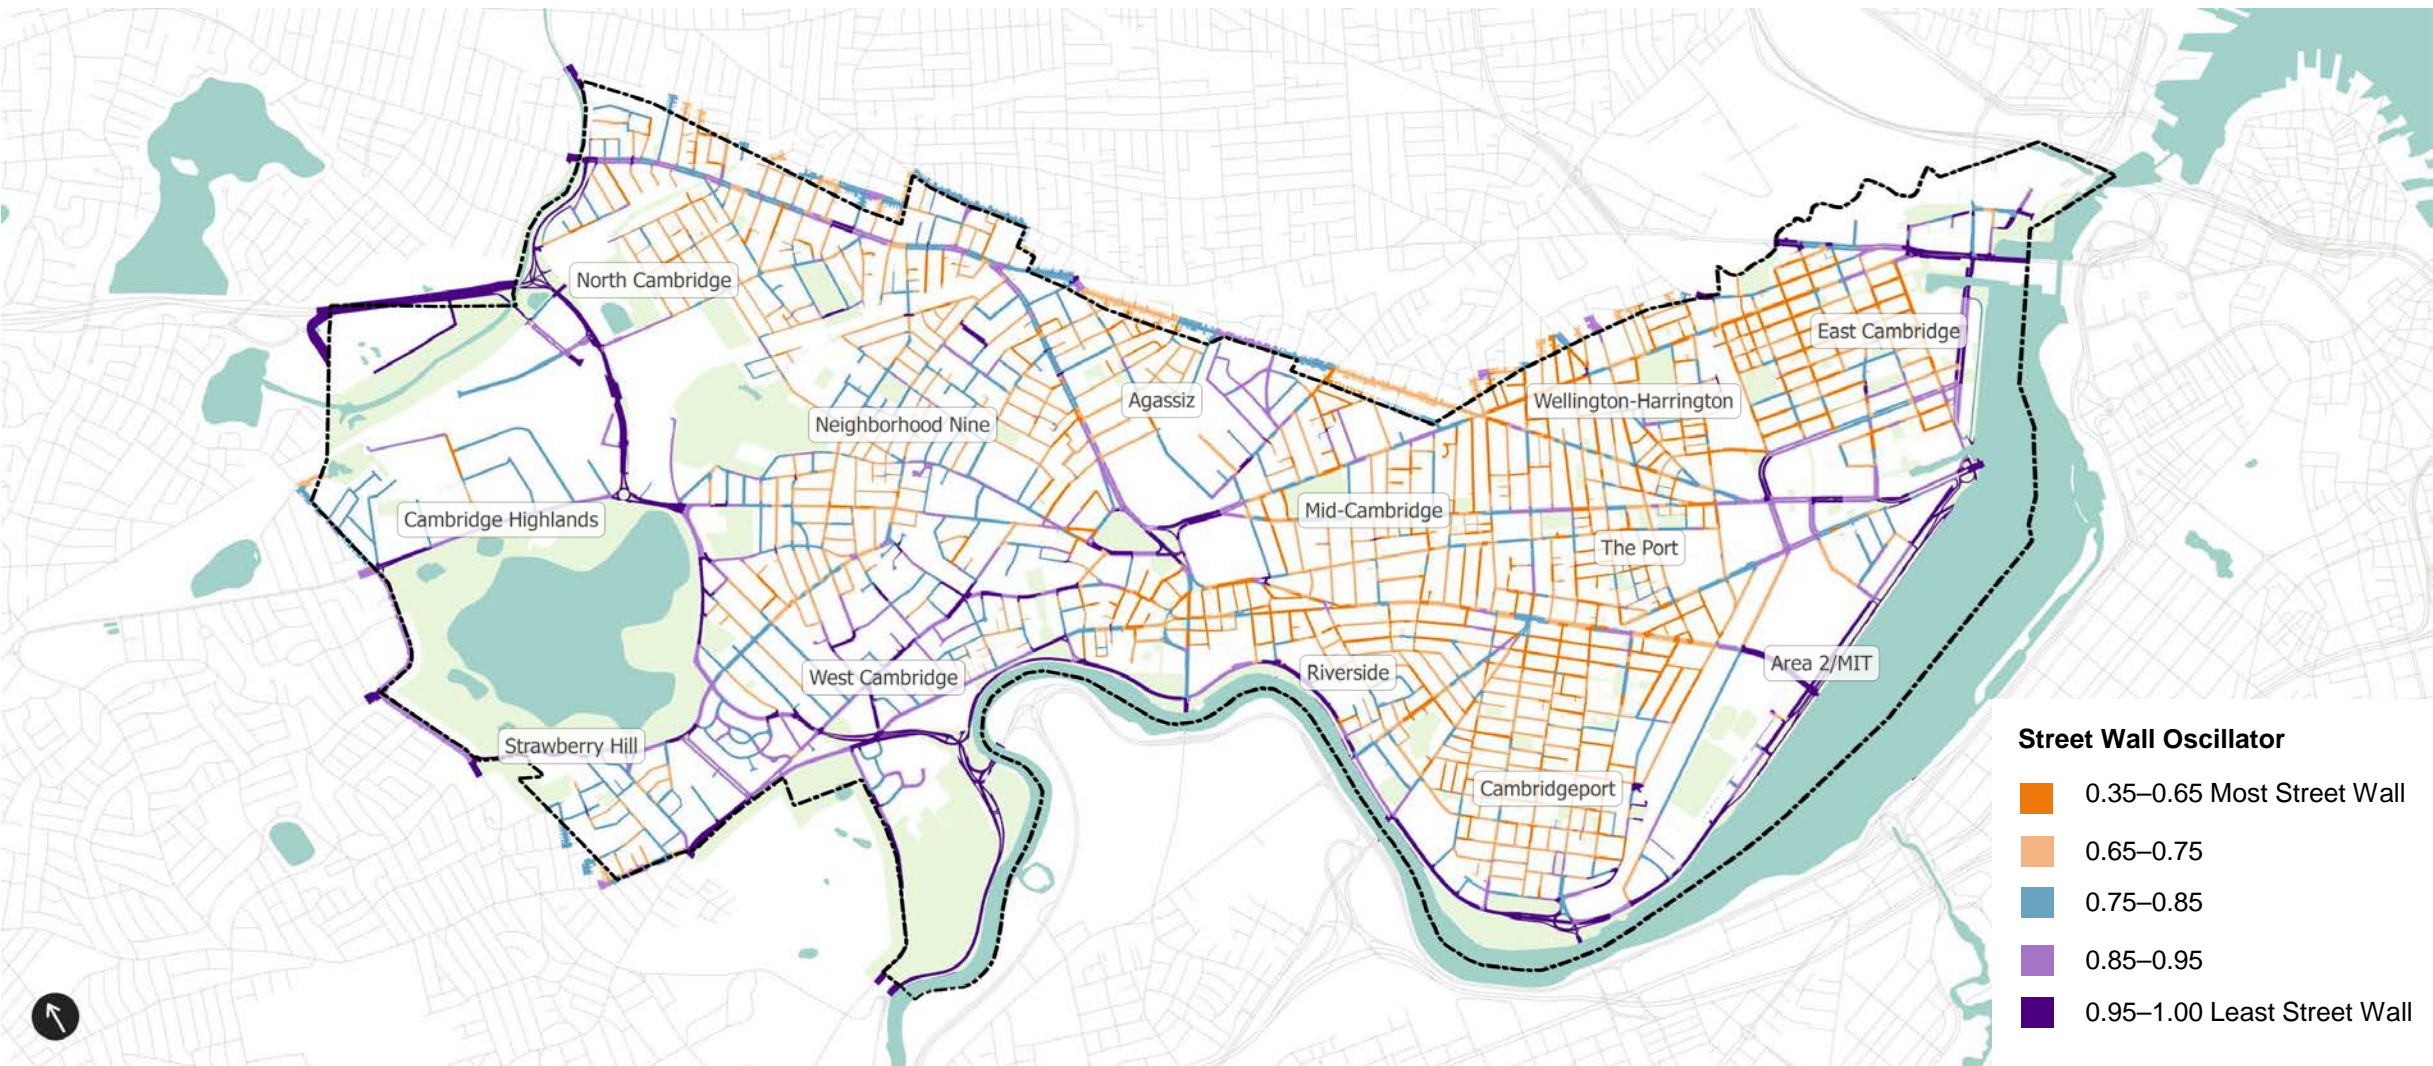 North Cambridge
East Cambridge
Agassiz
Wellington-Harrington
Neighborhood Nine
Mid-Cambridge
Cambridge Highlands
The Port
Area 2/MIT
Riverside
West Cambridge
Strawberry Hill
Cambridgeport
Street Wall Oscillator
0.35–0.65 Most Street Wall
0.65–0.75
0.75–0.85
0.85–0.95
0.95–1.00 Least Street Wall